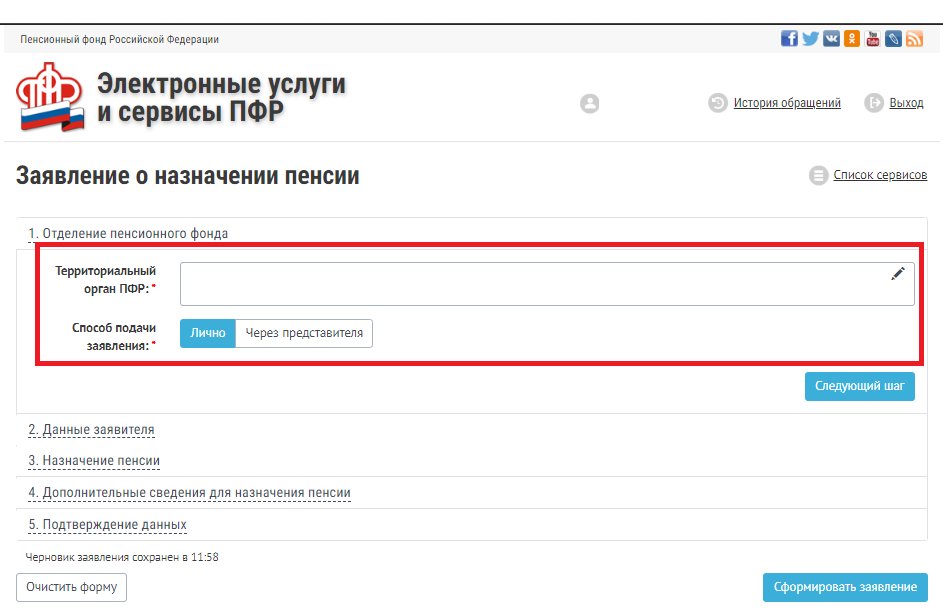 Пенсионный фонд Российской Федерации
You Tube
Электронные услуги
и сервисы ПФР
История обращений
Выход
Заявление о назначении пенсии
Список сервисов
1. Отделение пенсионного фонда
Территориальный
орган ПФР: *
Способ подачи
заявления: *
Лично
Через представителя
Следующий шаг
2. Данные заявителя
3. Назначение пенсии
4. Дополнительные сведения для назначения пенсии
5. Подтверждение данных
Черновик заявления сохранен в 11:58
Очистить форму
Сформировать заявление